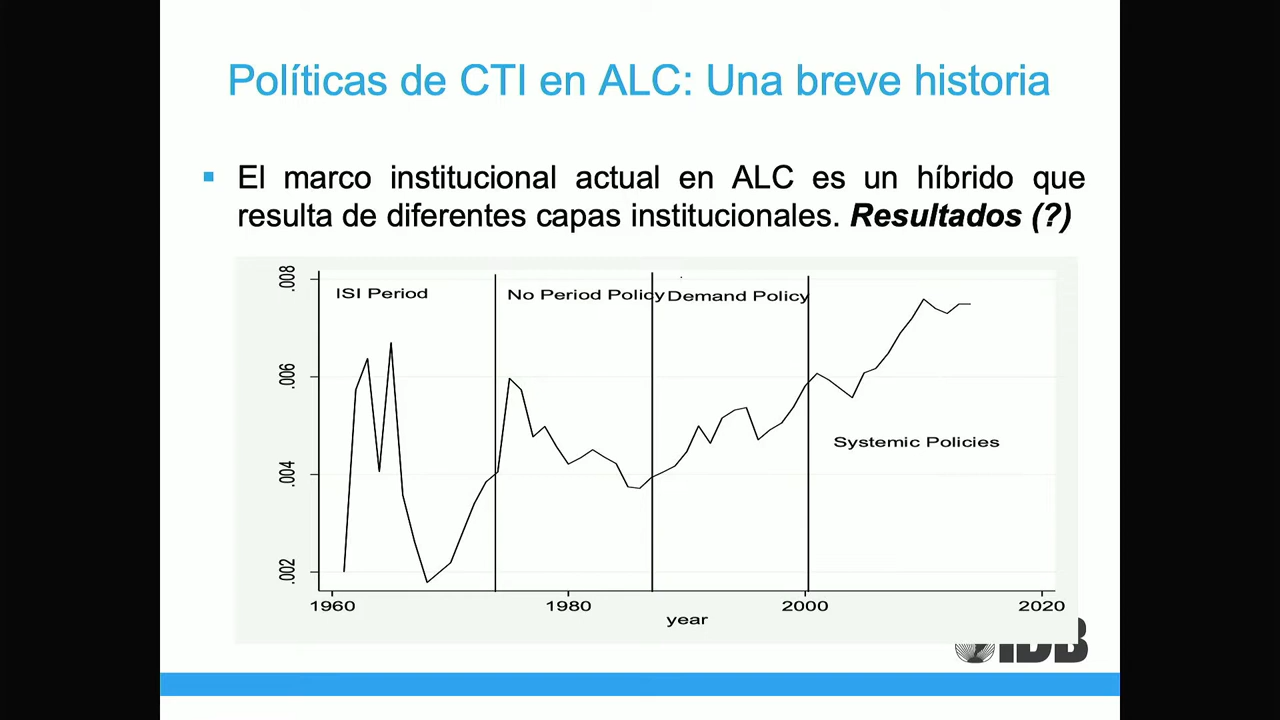 Políticas de CTI en ALC: Una breve historia
El marco institucional actual en ALC es un híbrido que
resulta de diferentes capas institucionales. Resultados (?)
.008
ISI Period
No Period Policy
Demand Policy
.006
Systemic Policies
.004
.002
1960
1980
2000
2020
year
IDB